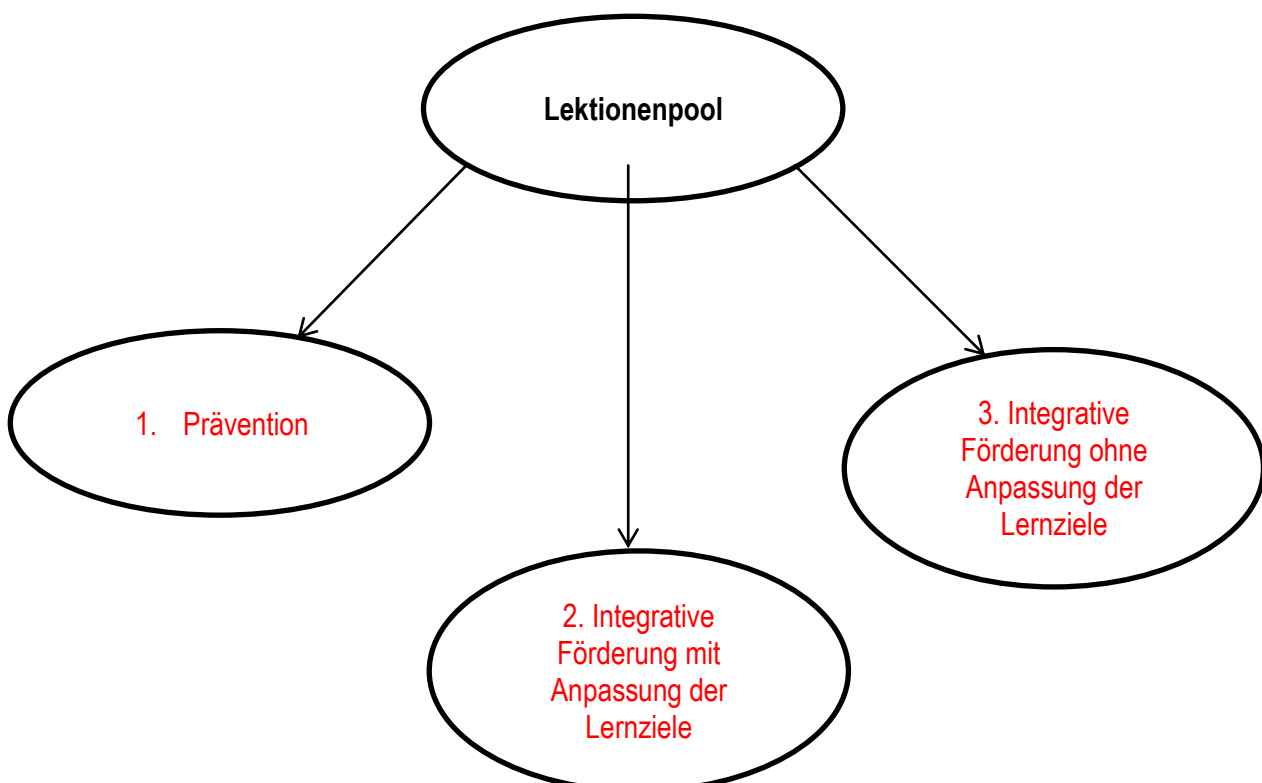 Lektionenpool
1. Prävention
2. Integrative
Förderung mit
Anpassung der
Lernziele
3. Integrative
Förderung ohne
Anpassung der
Lernziele